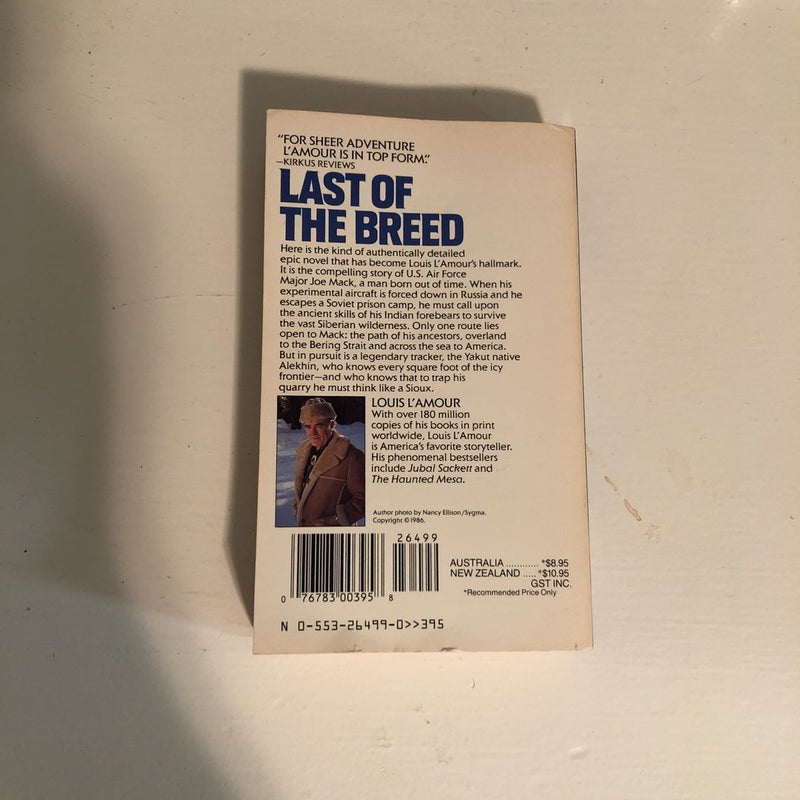 "FOR SHEER ADVENTURE
L'AMOUR IS IN TOP FORM."
—KIRKUS REVIEWS
LAST OF
THE BREED
Here is the kind of authentically detailed
epic novel that has become Louis L'Amour's hallmark.
It is the compelling story of U.S. Air Force
Major Joe Mack, a man born out of time. When his
experimental aircraft is forced down in Russia and he
escapes a Soviet prison camp, he must call upon
the ancient skills of his Indian forebears to survive
the vast Siberian wilderness. Only one route lies
open to Mack: the path of his ancestors, overland
to the Bering Strait and across the sea to America.
But in pursuit is a legendary tracker, the Yakut native
Alekhin, who knows every square foot of the icy
frontier—and who knows that to trap his
quarry he must think like a Sioux.
LOUIS L'AMOUR
With over 180 million
copies of his books in print
worldwide, Louis L'Amour
is America's favorite storyteller.
His phenomenal bestsellers
include Jubal Sackett and
The Haunted Mesa.
Author photo by Nancy Ellison/Sygma.
Copyright © 1986.
26499
0 76783 00395 8
AUSTRALIA ............ *$8.95
NEW ZEALAND ..... *$10.95
GST INC.
*Recommended Price Only
N 0-553-26499-0>>395